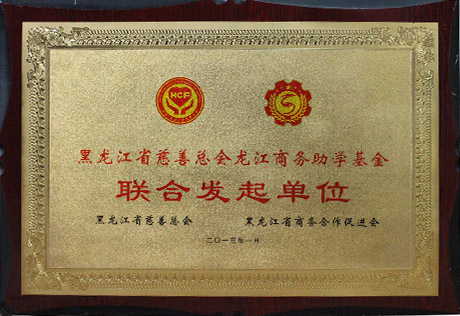 HCF
黑龙江省慈善总会龙江商务助学基金
联合发起单位
黑龙江省慈善总会 黑龙江省商务合作促进会
二〇一三年一月